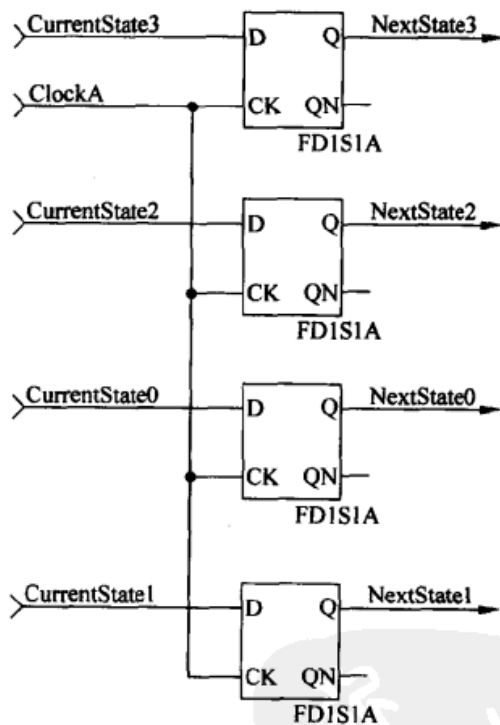 CurrentState3
D Q
NextState3
ClockA
CK QN
FD1S1A
CurrentState2
D Q
NextState2
CK QN
FD1S1A
CurrentState0
D Q
NextState0
CK QN
FD1S1A
CurrentState1
D Q
NextState1
CK QN
FD1S1A